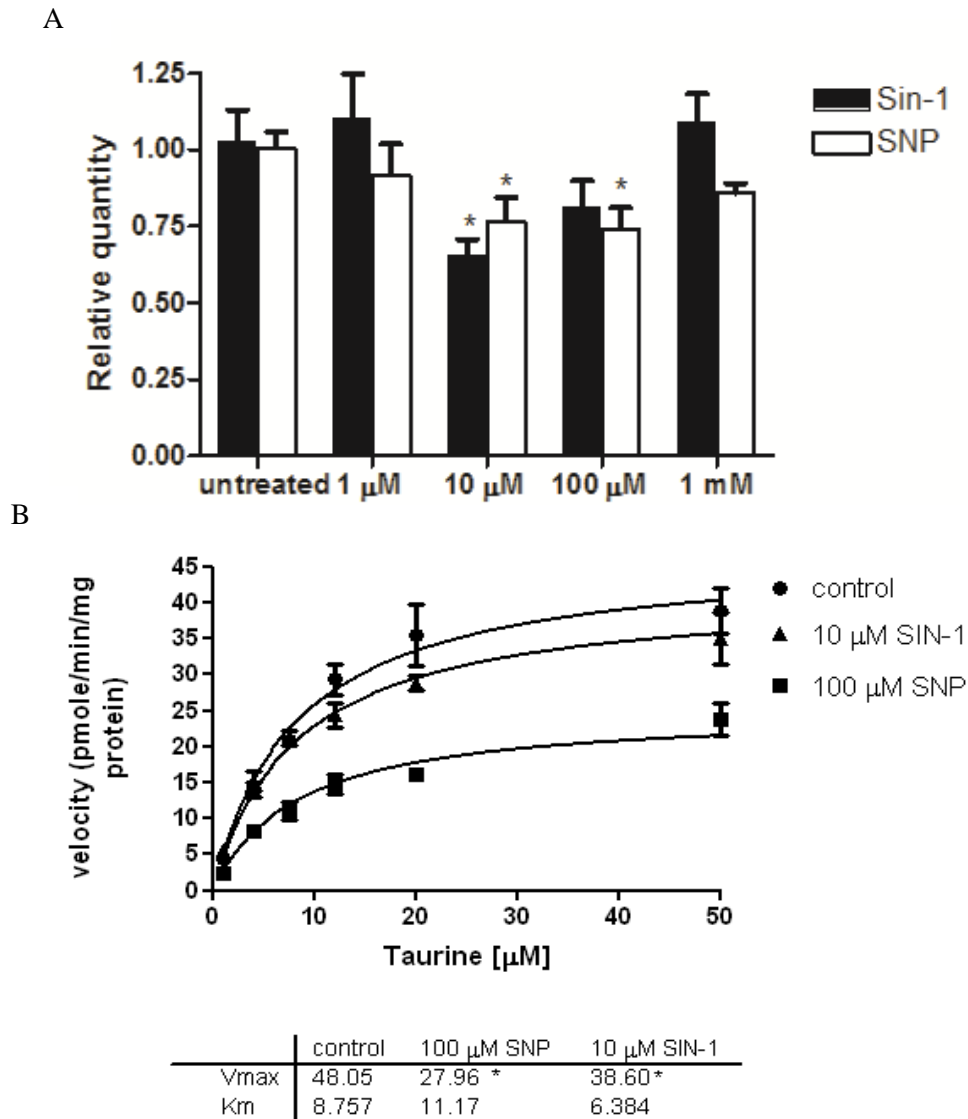 A
Relative quantity
1.25
1.00
0.75
0.50
0.25
0.00
* * *
*
untreated 1 μM 10 μM 100 μM 1 mM
Sin-1
SNP
B
velocity (pmole/min/mg
protein)
45
40
35
30
25
20
15
10
5
0
0 10 20 30 40 50
Taurine [μM]
control
10 μM SIN-1
100 μM SNP
control 100 μM SNP 10 μM SIN-1
Vmax 48.05 27.96 * 38.60*
Km 8.757 11.17 6.384